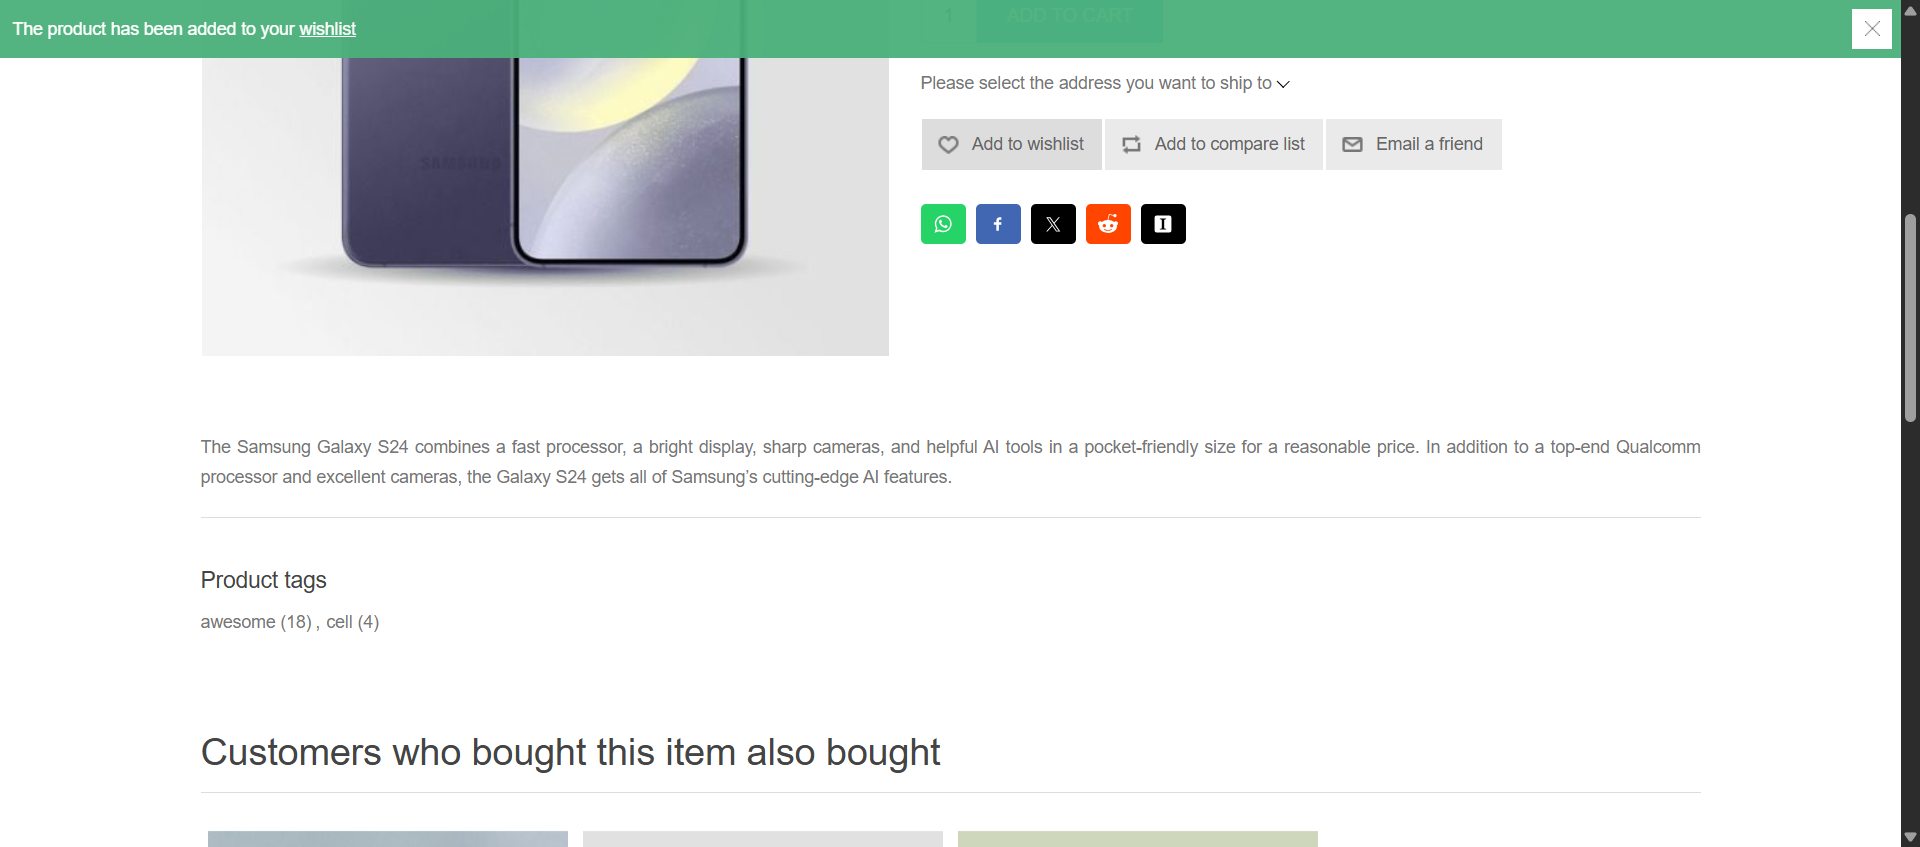 The product has been added to your wishlist
1
ADD TO CART
Please select the address you want to ship to
Add to wishlist
Add to compare list
Email a friend
SAMSUNG
The Samsung Galaxy S24 combines a fast processor, a bright display, sharp cameras, and helpful AI tools in a pocket-friendly size for a reasonable price. In addition to a top-end Qualcomm
processor and excellent cameras, the Galaxy S24 gets all of Samsung’s cutting-edge AI features.
Product tags
awesome (18) , cell (4)
Customers who bought this item also bought